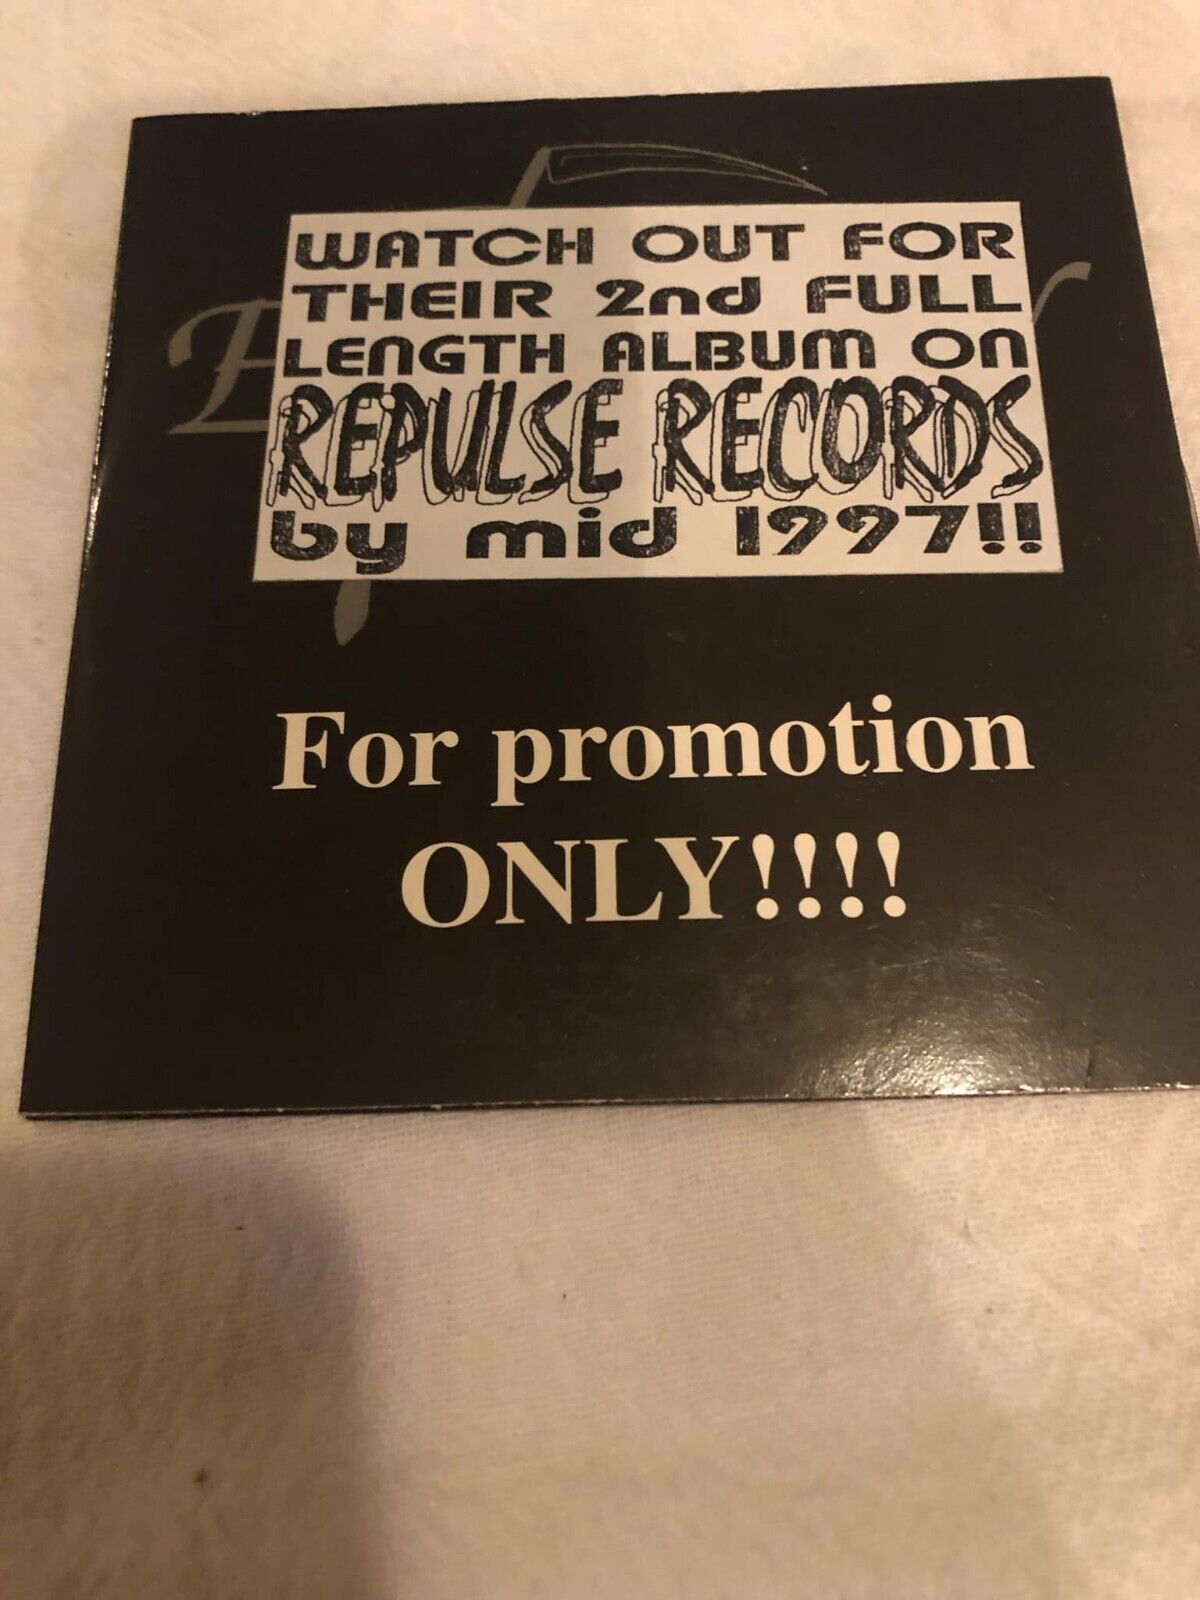 WATCH OUT FOR
THEIR 2nd FULL
LENGTH ALBUM ON
REPULSE RECORDS
by mid 1997!!
For promotion
ONLY!!!!